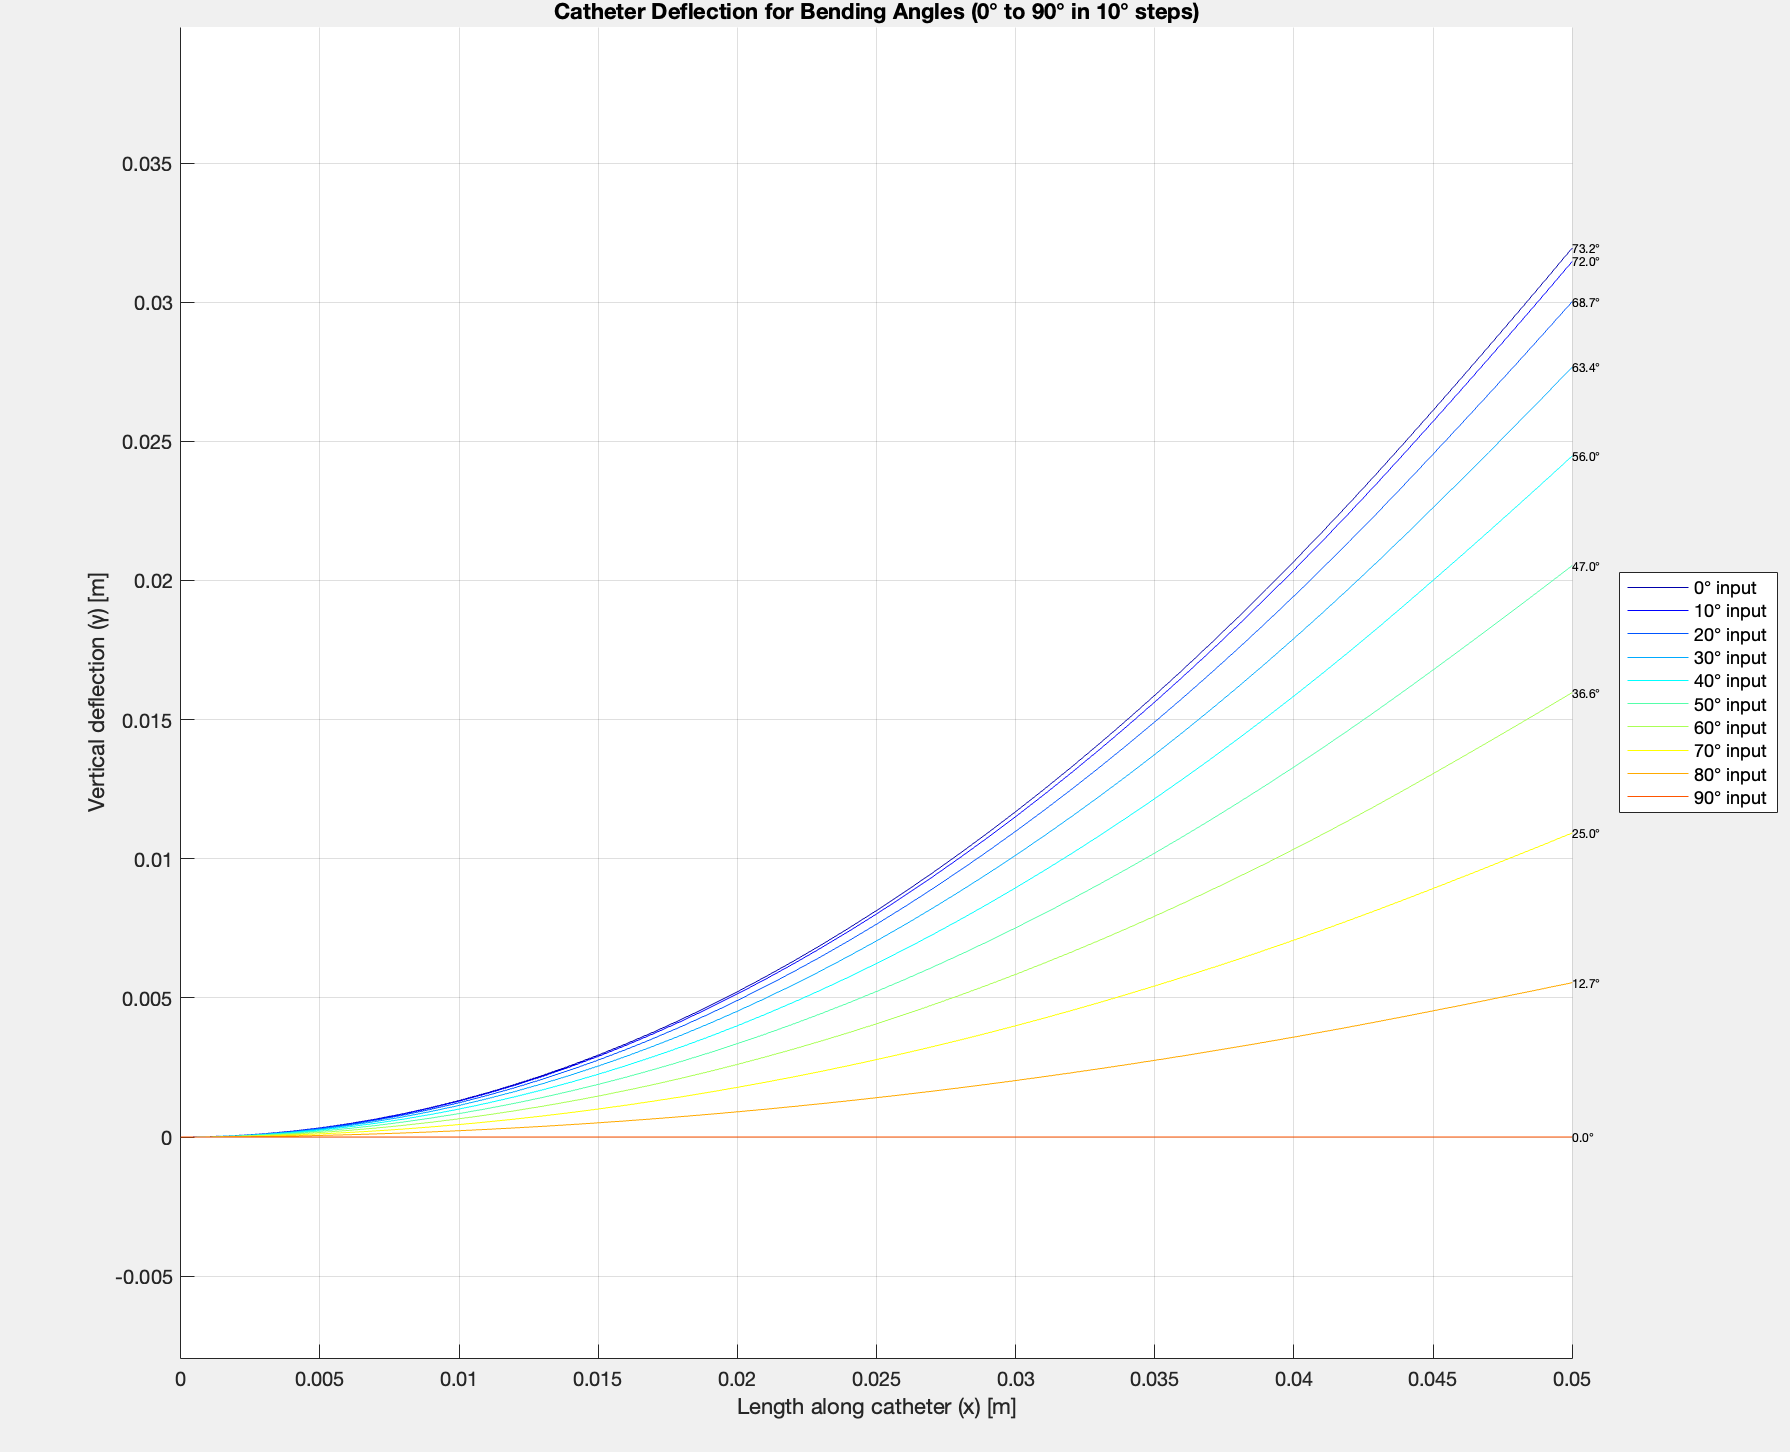 Catheter Deflection for Bending Angles (0° to 90° in 10° steps)
Vertical deflection (y) [m]
0.035
0.03
0.025
0.02
0.015
0.01
0.005
0
-0.005
73.2°
72.0°
68.7°
63.4°
56.0°
47.0°
36.6°
25.0°
12.7°
0.0°
0° input
10° input
20° input
30° input
40° input
50° input
60° input
70° input
80° input
90° input
0 0.005 0.01 0.015 0.02 0.025 0.03 0.035 0.04 0.045 0.05
Length along catheter (x) [m]